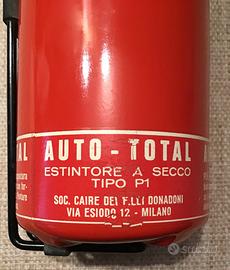 AUTO - TOTAL
ESTINTORE A SECCO
TIPO P1
SOC. CAIRE DEI F.LLI DONADONI
VIA ESIODO 12 - MILANO